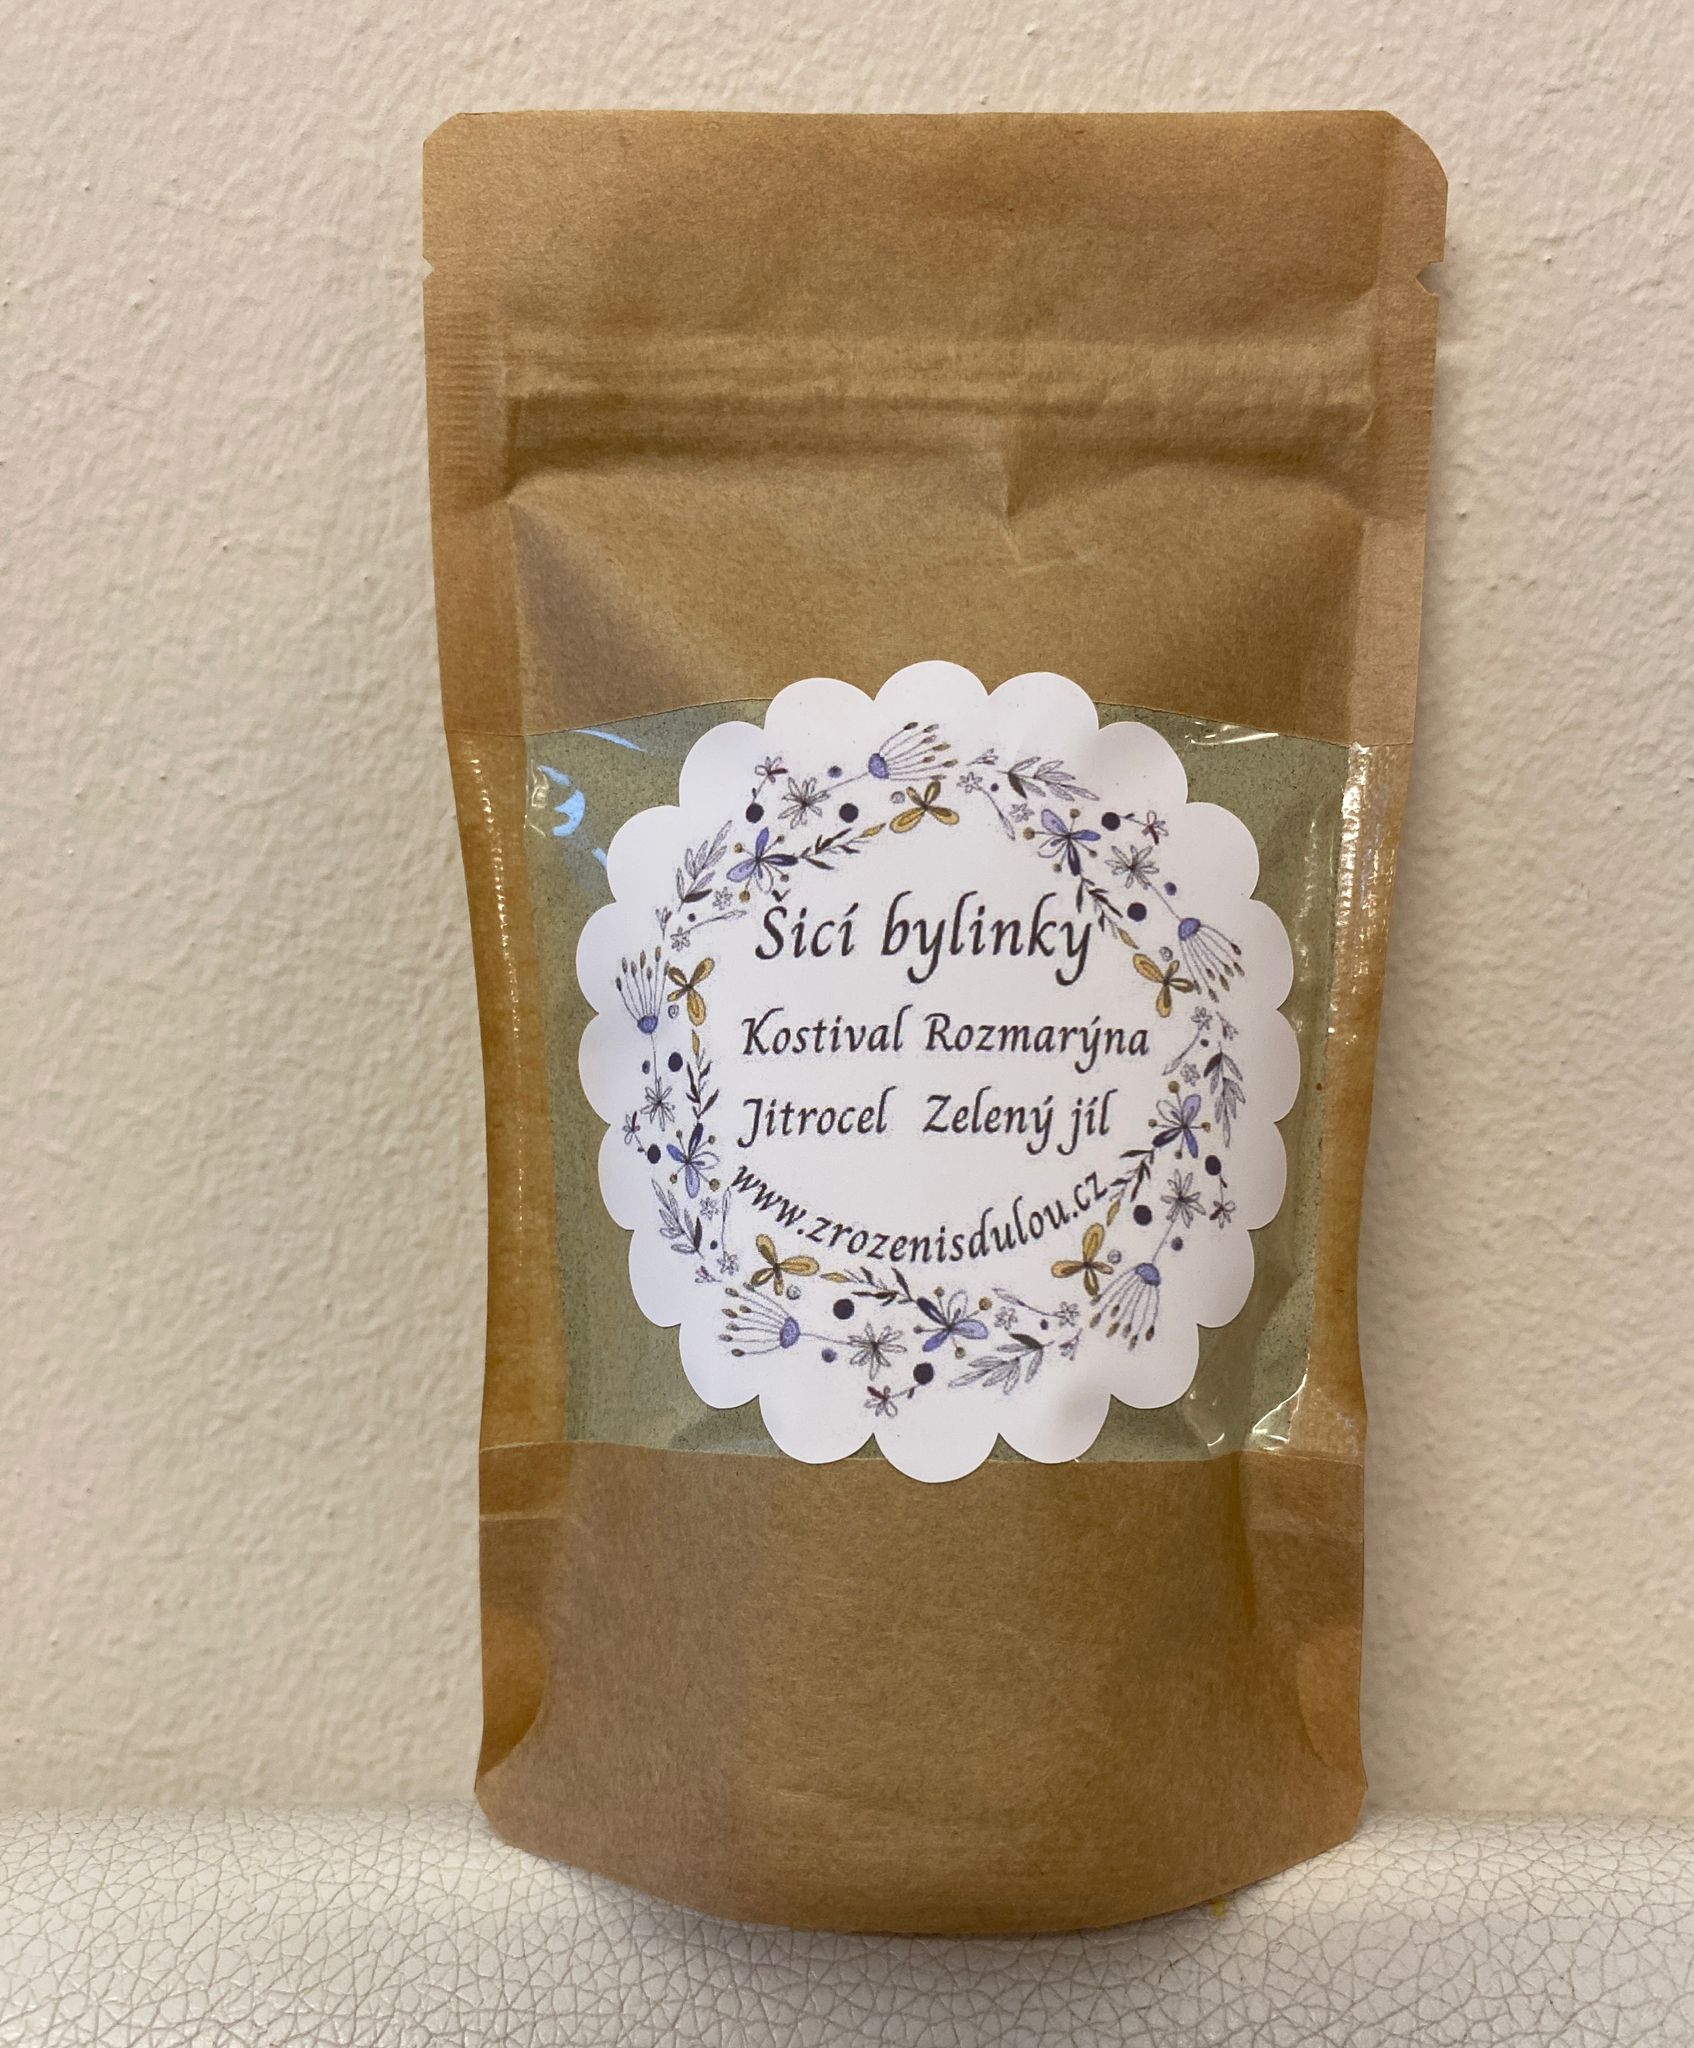 Šicí bylinky
Kostival Rozmarýna
Jitrocel Zelený jíl
www.zrozenisdulou.cz